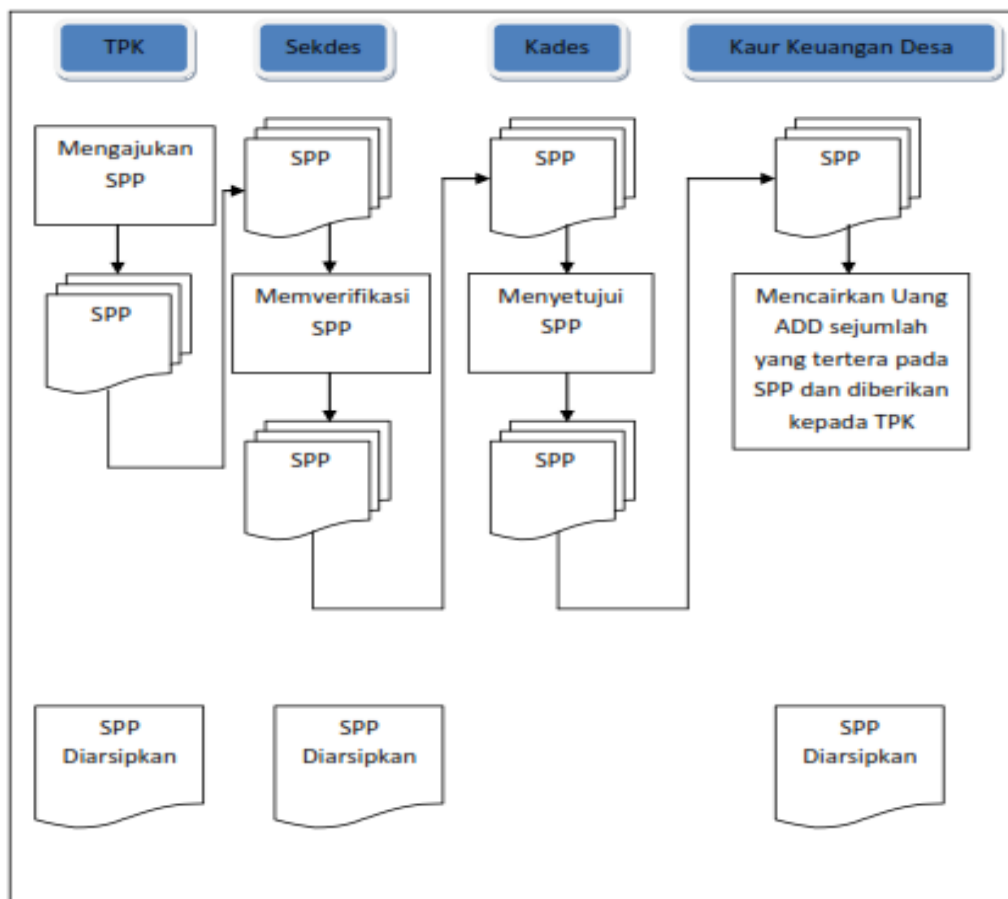 TPK
Sekdes
Kades
Kaur Keuangan Desa
Mengajukan
SPP
SPP
SPP
Memverifikasi
SPP
SPP
SPP
Menyetujui
SPP
SPP
SPP
Mencairkan Uang
ADD sejumlah
yang tertera pada
SPP dan diberikan
kepada TPK
SPP
Diarsipkan
SPP
Diarsipkan
SPP
Diarsipkan